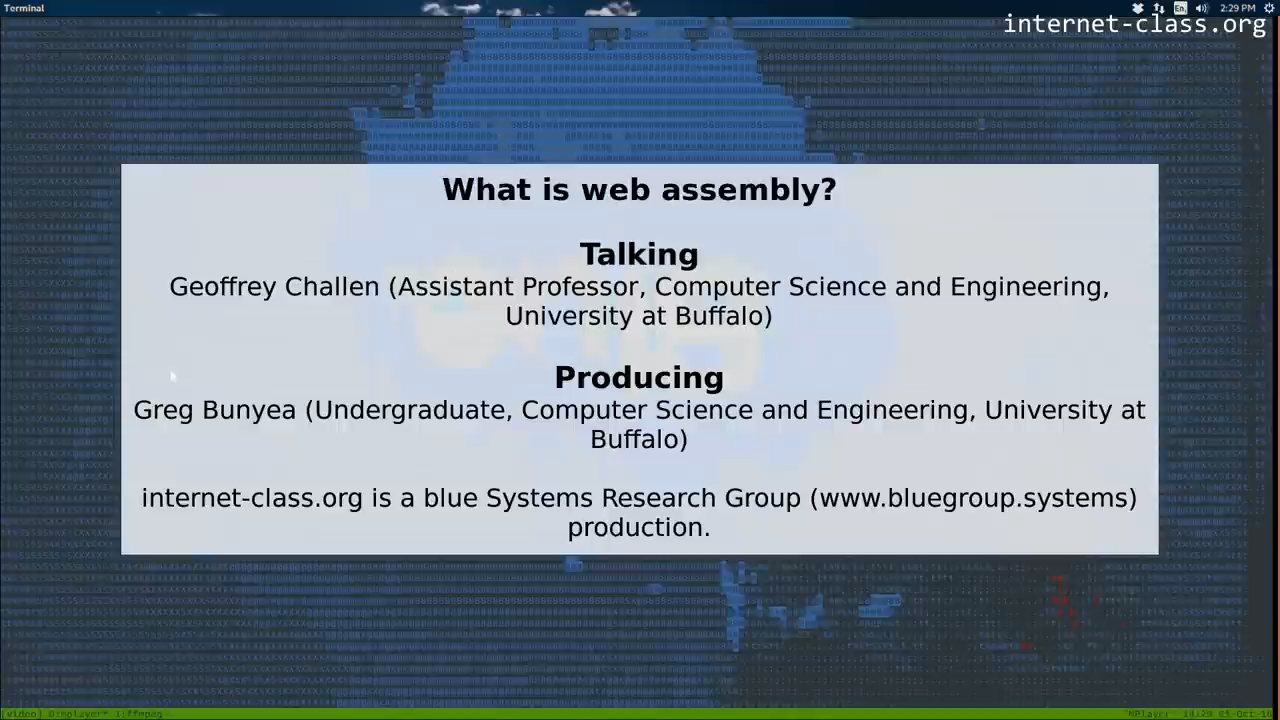 Terminal
En
2:29 PM
internet-class.org
What is web assembly?
Talking
Geoffrey Challen (Assistant Professor, Computer Science and Engineering,
University at Buffalo)
Producing
Greg Bunyea (Undergraduate, Computer Science and Engineering, University at
Buffalo)
internet-class.org is a blue Systems Research Group (www.bluegroup.systems)
production.